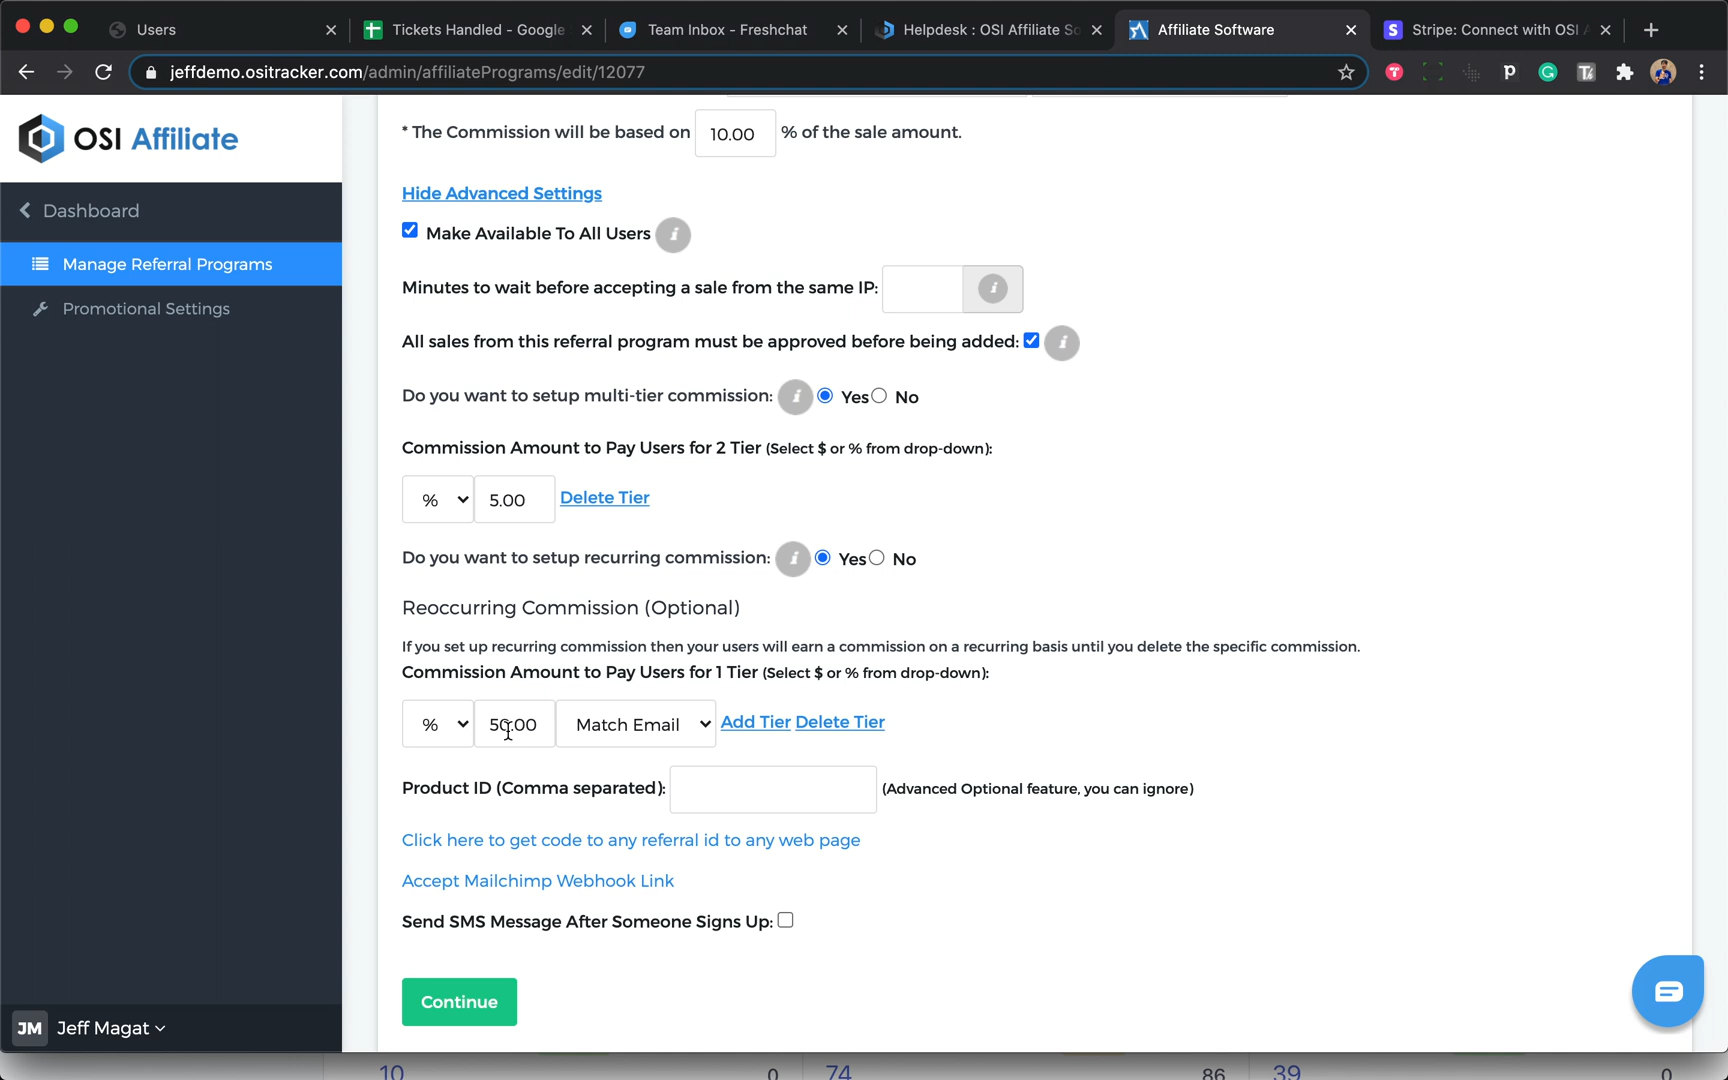 Users
Tickets Handled - Google
Team Inbox - Freshchat
Helpdesk : OSI Affiliate So
Affiliate Software
Stripe: Connect with OSI A
jeffdemo.ositracker.com/admin/affiliatePrograms/edit/12077
OSI Affiliate
Dashboard
Manage Referral Programs
Promotional Settings
* The Commission will be based on 10.00 % of the sale amount.
Hide Advanced Settings
Make Available To All Users i
Minutes to wait before accepting a sale from the same IP: i
All sales from this referral program must be approved before being added: i
Do you want to setup multi-tier commission: i Yes No
Commission Amount to Pay Users for 2 Tier (Select $ or % from drop-down):
% 5.00 Delete Tier
Do you want to setup recurring commission: i Yes No
Reoccurring Commission (Optional)
If you set up recurring commission then your users will earn a commission on a recurring basis until you delete the specific commission.
Commission Amount to Pay Users for 1 Tier (Select $ or % from drop-down):
% 50.00 Match Email Add Tier Delete Tier
Product ID (Comma separated): (Advanced Optional feature, you can ignore)
Click here to get code to any referral id to any web page
Accept Mailchimp Webhook Link
Send SMS Message After Someone Signs Up:
Continue
JM Jeff Magat
10 0 74 86 39 0